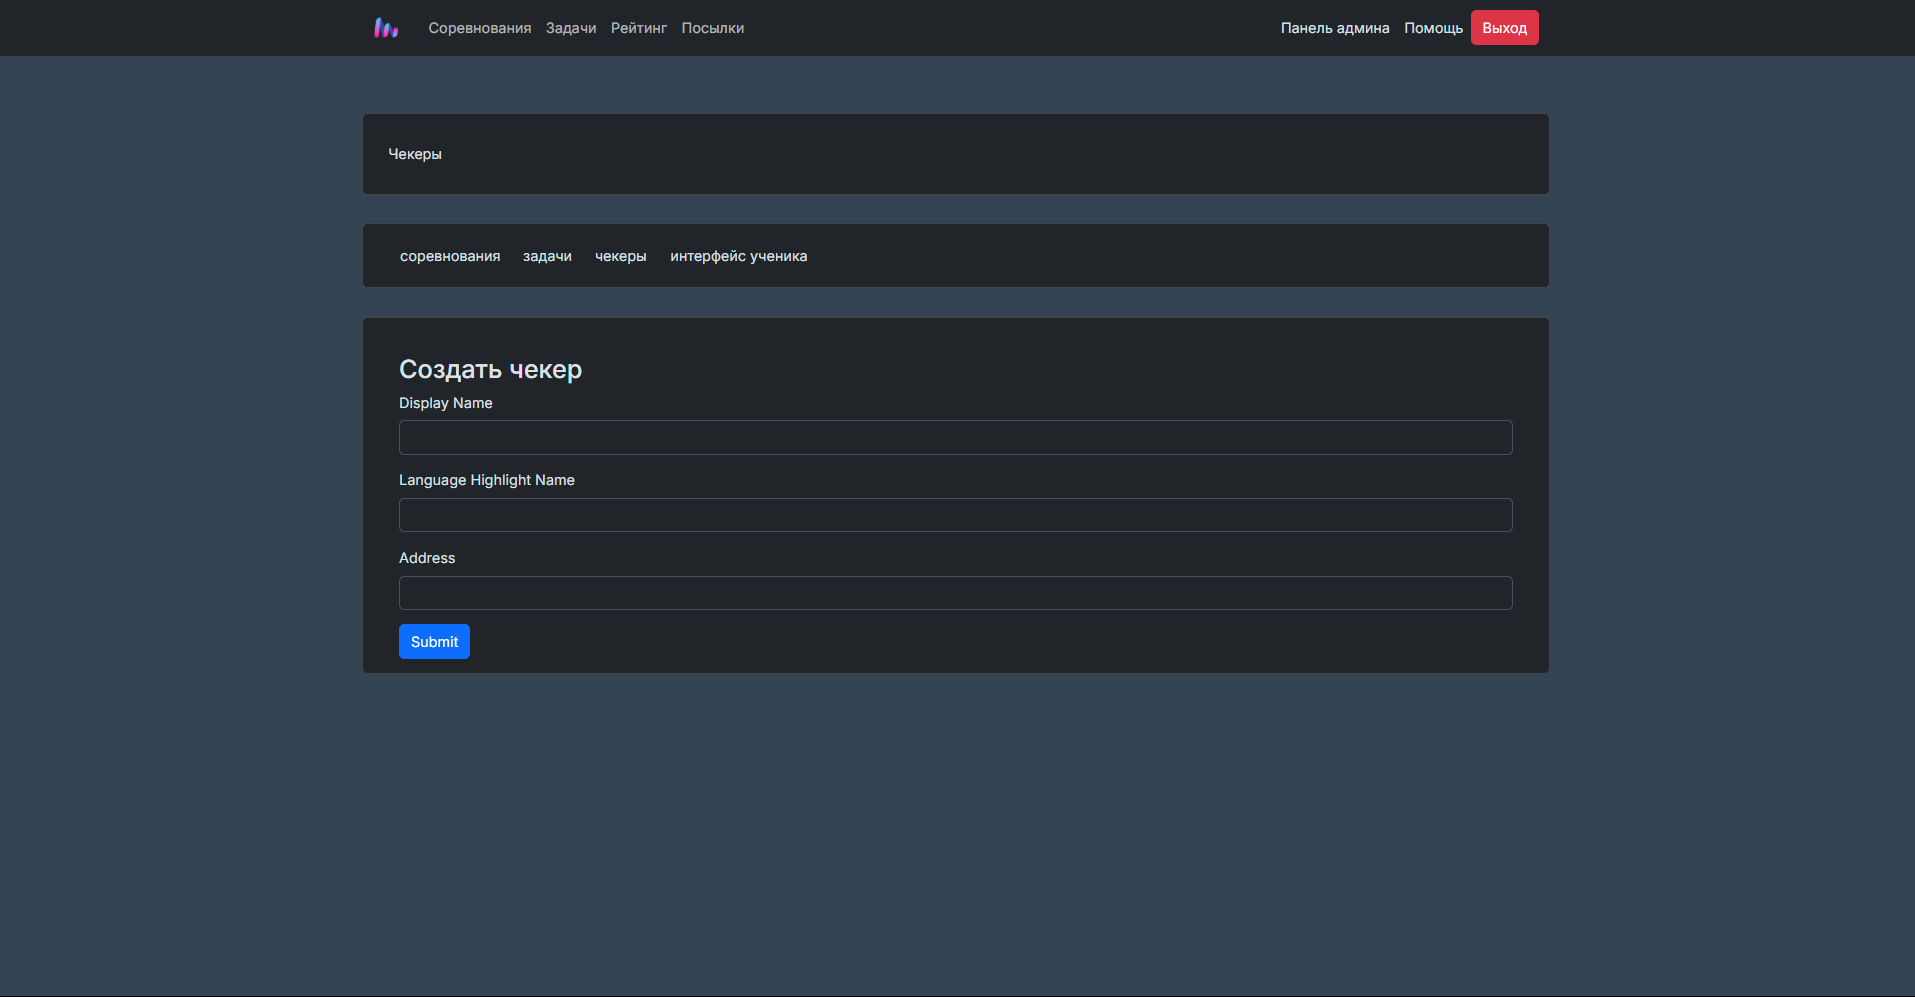 Соревнования Задачи Рейтинг Посылки Панель админа Помощь Выход
Чекеры
соревнования задачи чекеры интерфейс ученика
Создать чекер
Display Name
Language Highlight Name
Address
Submit